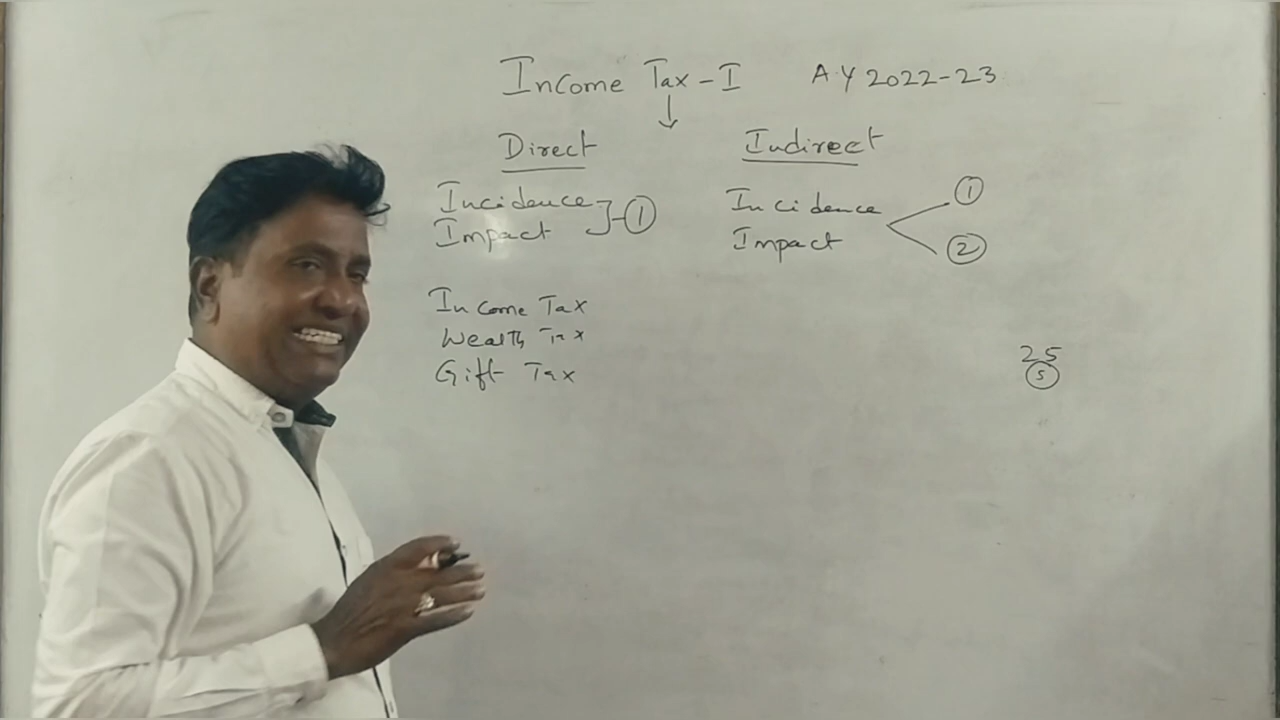 Income Tax - I A.Y 2022-23
Direct Indirect
Incidence 1 Incidence 1
Impact Impact 2
Income Tax
Wealth Tax
Gift Tax
25
5